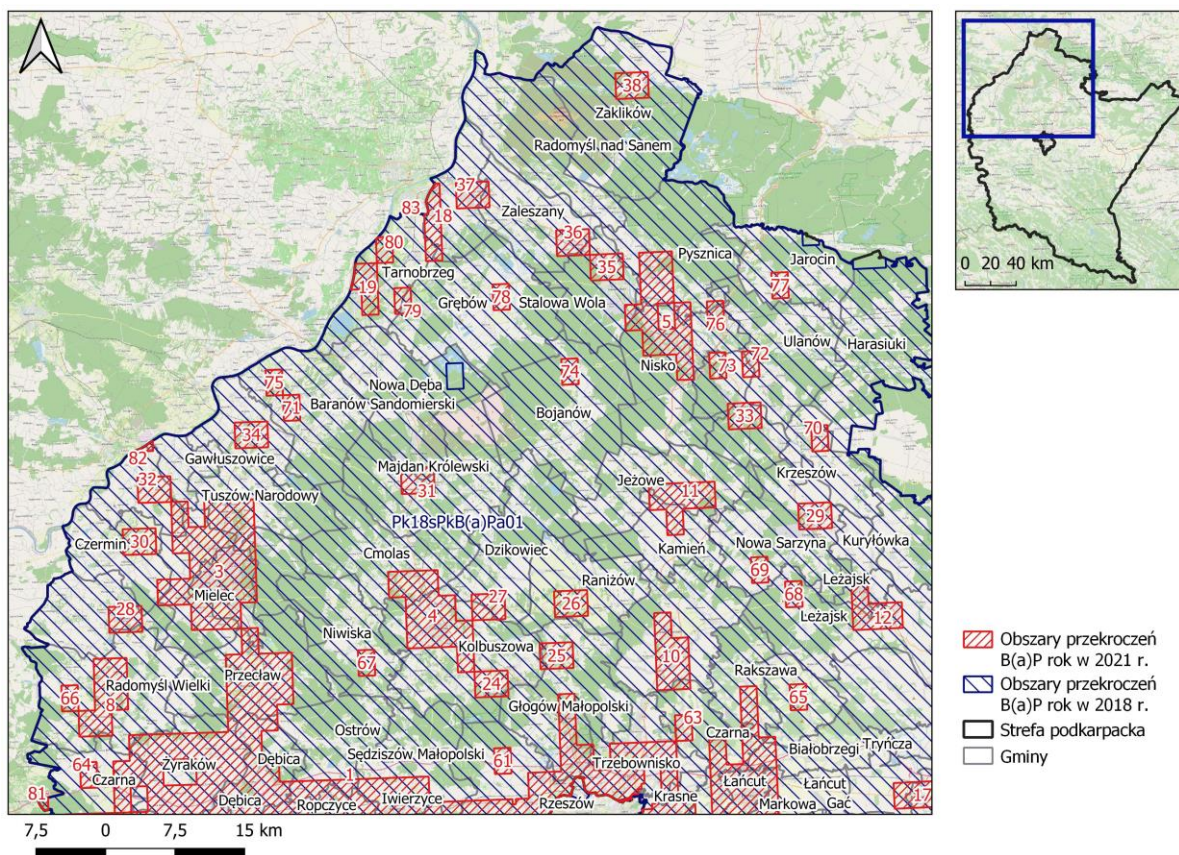 38
Zaklików
Radomyśl nad Sanem
37
83
18
Zaleszany
80
36
Pysznica
Jarocin
35
Tarnobrzeg
19
77
79
Grębów
78
Stalowa Wola
5
76
Ulanów
Harasiuki
Nisko
73
72
74
75
Nowa Dęba
Baranów Sandomierski
71
Bojanów
33
34
70
82
Gawłuszowice
Krzeszów
Majdan Królewski
32
31
Tuszów Narodowy
Jeżowe
11
Pk18sPkB(a)Pa01
29
30
Czermin
Dzikowiec
Kamień
Nowa Sarzyna
Kuryłówka
Cmolas
3
69
Mielec
Raniżów
Leżajsk
68
28
4
27
26
Leżajsk
12
Niwiska
Kolbuszowa
67
25
10
Przecław
Rakszawa
66
Radomyśl Wielki
24
65
8
Głogów Małopolski
63
Ostrów
Czarna
Sędziszów Małopolski
Białobrzegi
Tryńcza
Dębica
61
Trzebownisko
64
Czarna
Żyraków
1
Łańcut
Łańcut
81
Dębica
Ropczyce
Iwierzyce
Rzeszów
Krasne
Markowa
Gać
17
7,5 0 7,5 15 km
0 20 40 km
Obszary przekroczeń
B(a)P rok w 2021 r.
Obszary przekroczeń
B(a)P rok w 2018 r.
Strefa podkarpacka
Gminy